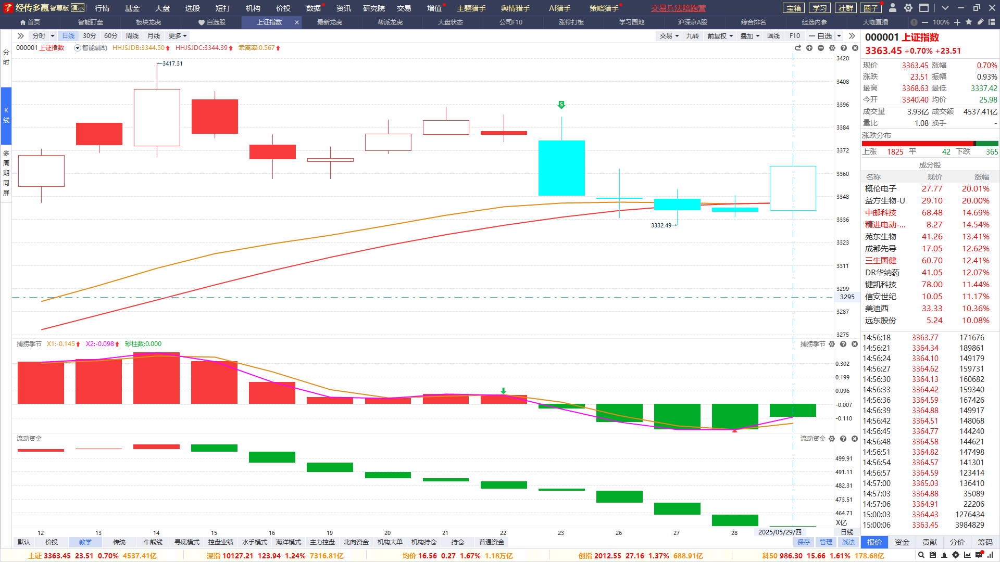 经传多赢 智尊版 演示 行情 基金 大盘 选股 短打 机构 价投 数据 资讯 研究院 交易 增值 主题猎手 舆情猎手 AI猎手 策略猎手 交易兵法陪跑营 宝箱 学习 社群 圈子
首页 智能盯盘 板块龙虎 自选股 上证指数 × 最新龙虎 帮派龙虎 大盘状态 公司F10 涨停打板 学习园地 沪深京A股 综合排名 经选内参 大咖直播 100%
分时 日线 30分 60分 周线 月线 更多 交易 九转 前复权 叠加 画线 F10 一自选
000001 上证指数 智能辅助 HHJSJDB:3344.50 HHJSJDC:3344.39 乖离率:0.567
分时
K线
多周期同屏
3417.31
3332.49
S
3420
3408
3396
3384
3372
3360
3348
3336
3323
3311
3299
3295
3287
3275
捕捞季节 X1:-0.145 X2:-0.098 彩柱数:0.000 捕捞季节
0.302
0.199
0.096
-0.007
-0.110
流动资金 流动资金
499.91
491.11
482.31
473.51
464.71
X亿
12 13 14 15 16 19 20 21 22 23 26 27 28 2025/05/29/四 日线
默认 价投 教学 传统 牛能线 寻底模式 控盘业绩 水手模式 海洋模式 主力控盘 北向资金 机构大单 机构持仓 持仓 普通资金 保存 管理 战法
000001 上证指数
3363.45 +0.70% +23.51
现价 3363.45 涨幅 0.70%
涨跌 23.51 振幅 0.93%
最高 3368.63 最低 3337.42
今开 3340.40 均价 25.98
成交量 3.93亿 成交额 4537.41亿
量比 1.08 换手 -
涨跌分布
上涨 1825 平 42 下跌 365
成分股
名称 现价 涨幅
概伦电子 27.77 20.01%
益方生物-U 29.10 20.00%
中邮科技 68.48 14.69%
精进电动-... 8.27 14.54%
苑东生物 41.26 13.41%
成都先导 17.05 12.62%
三生国健 60.70 12.41%
DR华纳药 41.05 12.07%
键凯科技 78.00 11.44%
信安世纪 10.05 11.17%
美迪西 33.33 10.36%
远东股份 5.24 10.08%
14:56:18 3363.77 171676
14:56:21 3364.34 189861
14:56:24 3364.10 149179
14:56:27 3364.62 159731
14:56:30 3364.13 160682
14:56:33 3364.42 159340
14:56:36 3364.59 167426
14:56:39 3364.88 149917
14:56:42 3364.51 148068
14:56:45 3364.77 144240
14:56:48 3364.58 144621
14:56:51 3364.82 147498
14:56:54 3364.57 141301
14:56:57 3364.59 123414
14:57:00 3365.03 136410
14:57:03 3364.88 35089
14:57:06 3364.91 22206
15:00:03 3364.43 1276434
15:00:06 3363.45 3984829
报价 资金 贡献 分价 筹码
上证 3363.45 23.51 0.70% 4537.41亿 深指 10127.21 123.94 1.24% 7316.81亿 均价 16.56 0.27 1.67% 1.18万亿 创指 2012.55 27.16 1.37% 688.91亿 科50 986.30 15.66 1.61% 178.68亿